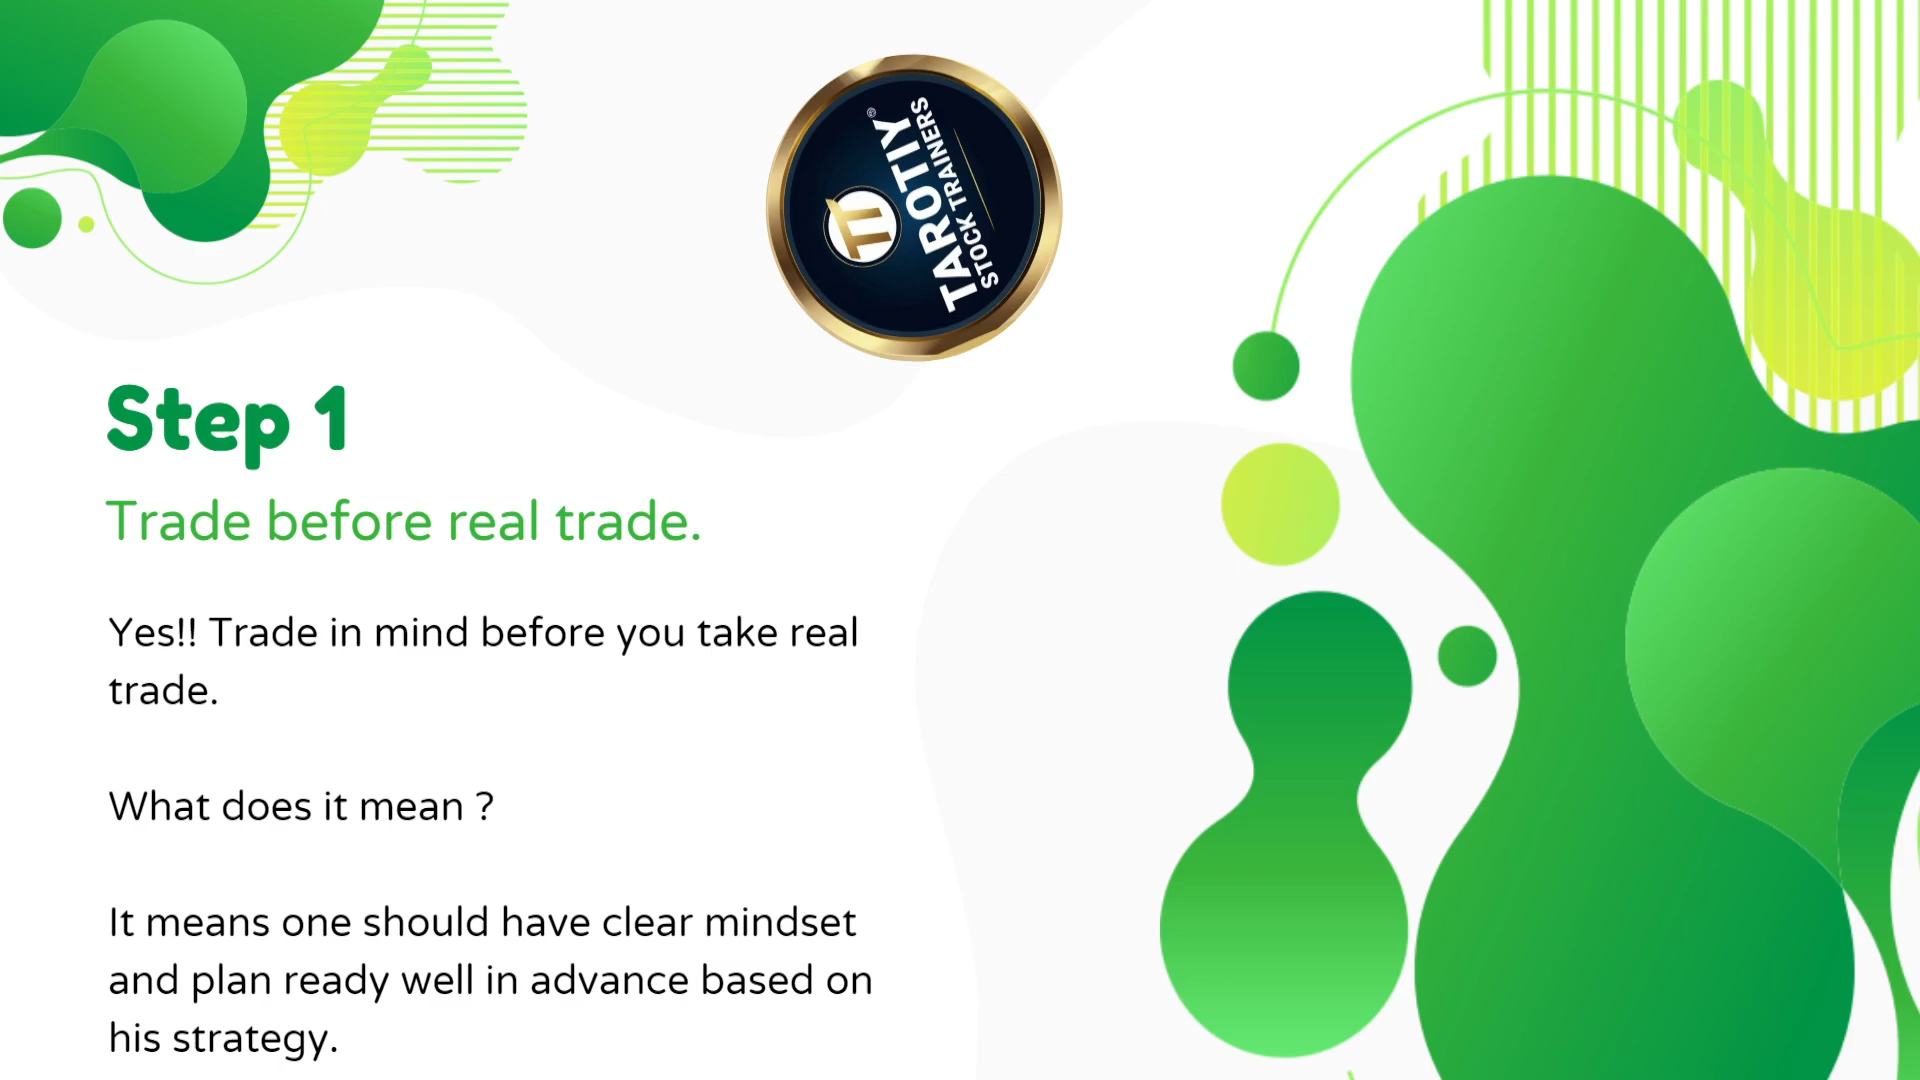 TAROTIY®
STOCK TRAINERS
Step 1
Trade before real trade.
Yes!! Trade in mind before you take real
trade.
What does it mean ?
It means one should have clear mindset
and plan ready well in advance based on
his strategy.